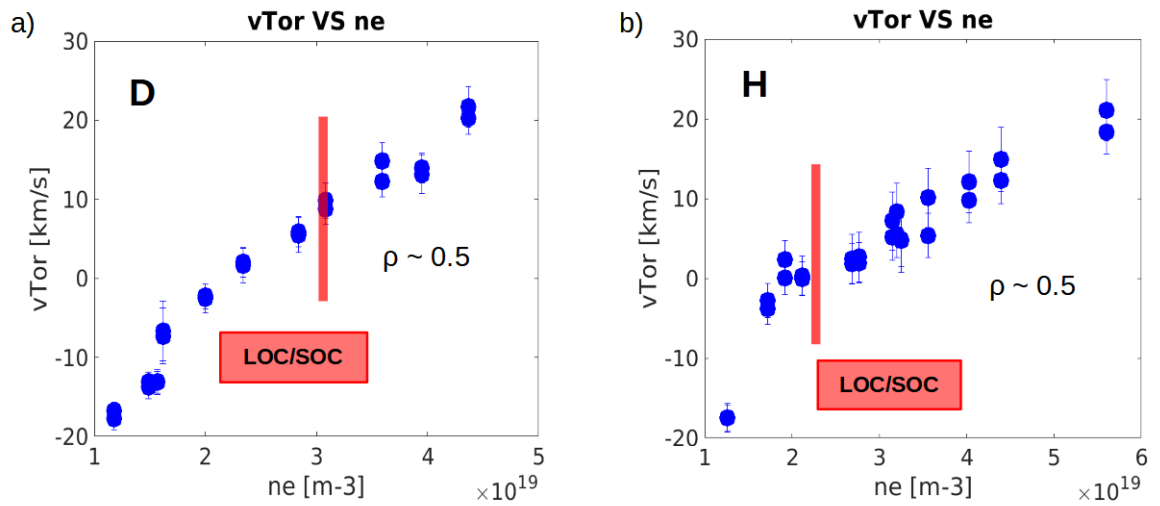 a)
vTor VS ne
D
30
20
10
0
-10
-20
vTor [km/s]
ρ ~ 0.5
LOC/SOC
1 2 3 4 5
ne [m-3]
×10^19
b)
vTor VS ne
H
30
20
10
0
-10
-20
vTor [km/s]
ρ ~ 0.5
LOC/SOC
1 2 3 4 5 6
ne [m-3]
×10^19